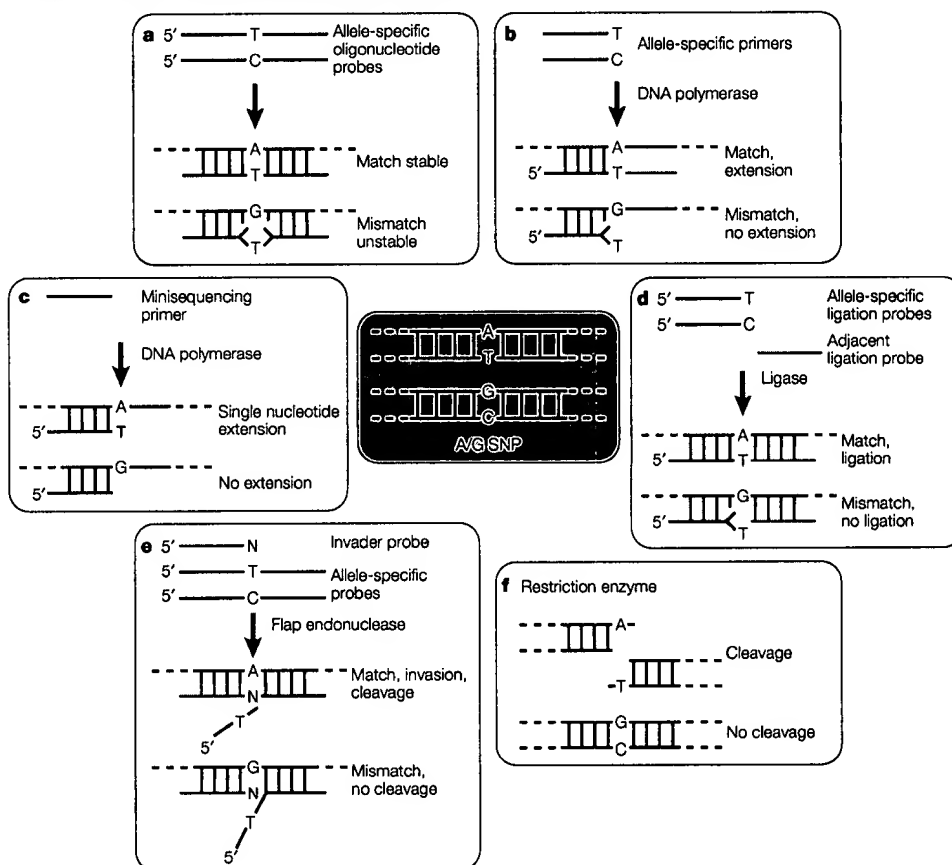 a 5′ T Allele-specific
5′ C oligonucleotide
probes
A
Match stable
T
G
Mismatch
unstable
T
b T Allele-specific primers
C
DNA polymerase
A Match,
5′ T extension
G Mismatch,
no extension
5′ T
c Minisequencing
primer
DNA polymerase
A Single nucleotide
5′ T extension
G
No extension
5′
A
T
G
C
A/G SNP
d 5′ T Allele-specific
5′ C ligation probes
Adjacent
ligation probe
Ligase
A Match,
5′ T ligation
G Mismatch,
no ligation
5′ T
e 5′ N Invader probe
5′ T Allele-specific
5′ C probes
Flap endonuclease
A Match, invasion,
N cleavage
T
5′
G Mismatch,
N no cleavage
T
5′
f Restriction enzyme
A
Cleavage
T
G No cleavage
C